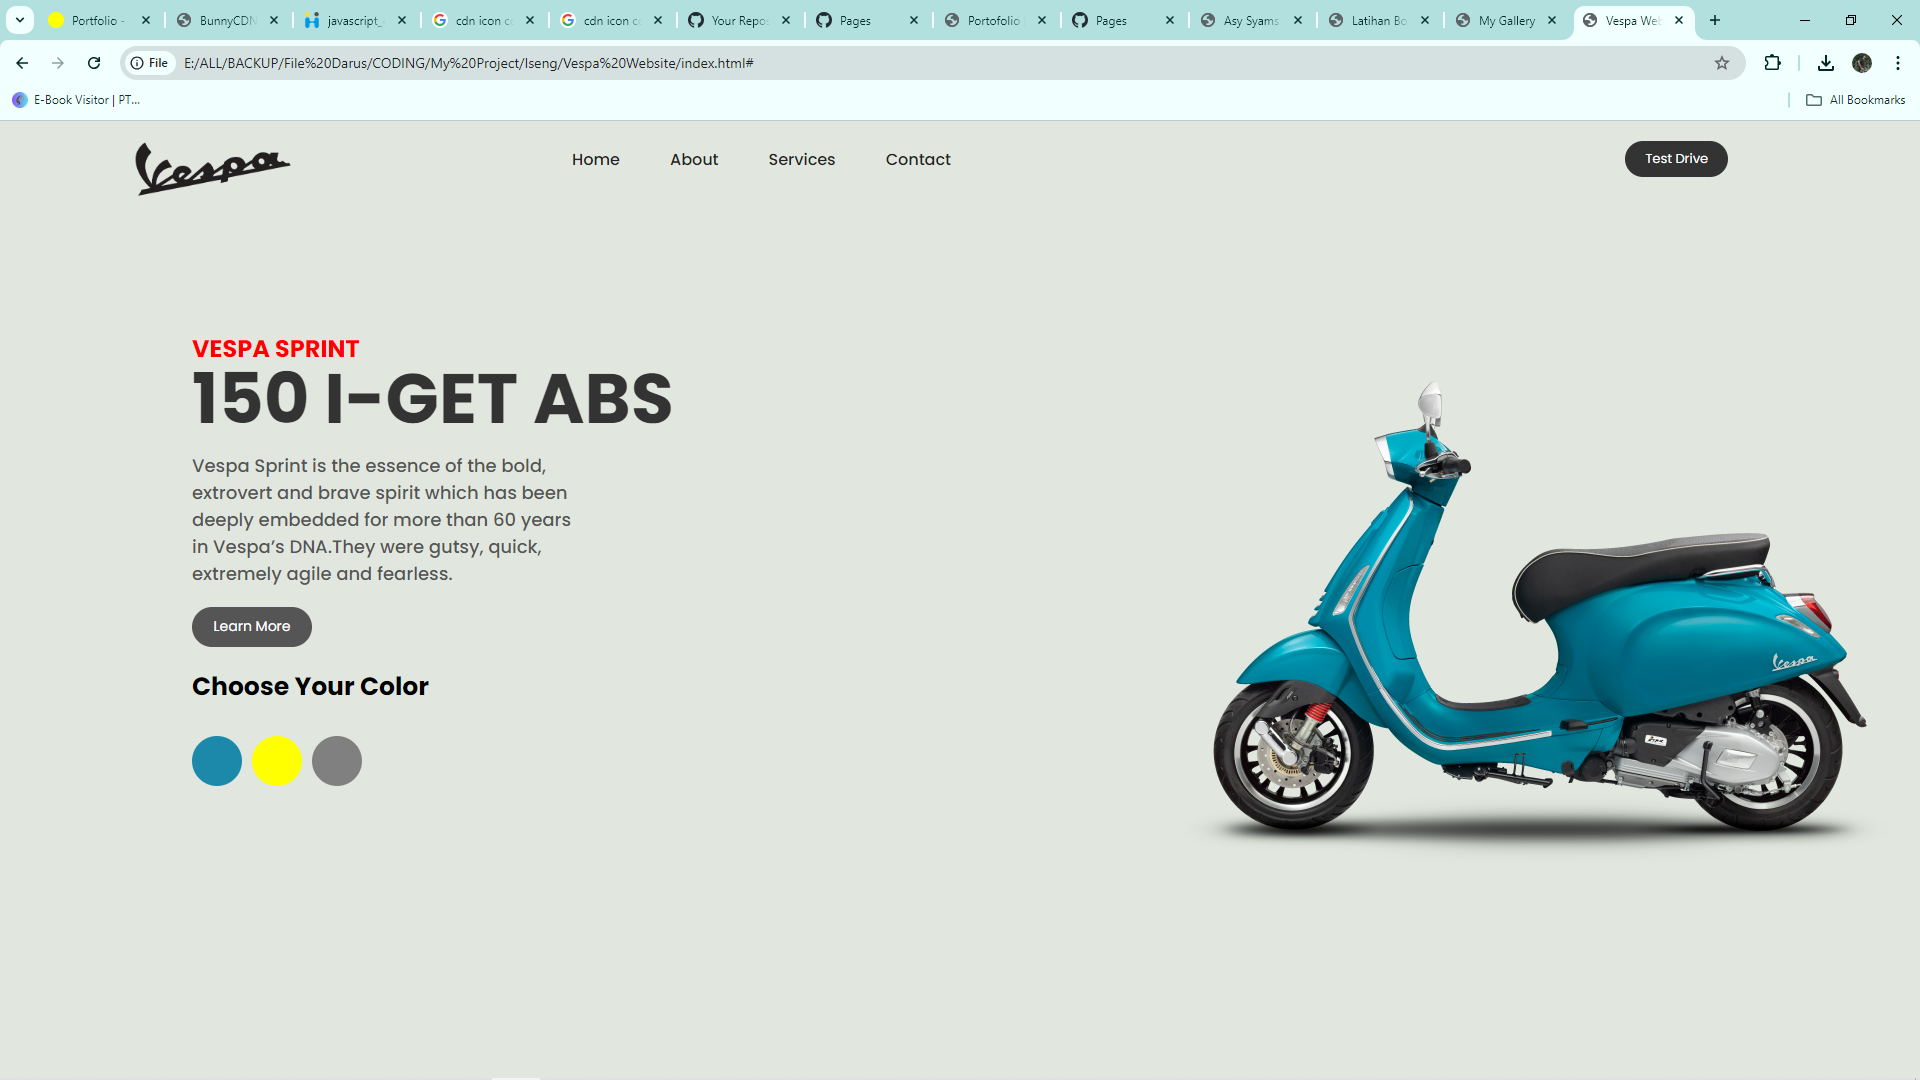 Portfolio -
BunnyCDN
javascript_
cdn icon c
cdn icon c
Your Repo
Pages
Portofolio
Pages
Asy Syams
Latihan Bo
My Gallery
Vespa Web
File
E:/ALL/BACKUP/File%20Darus/CODING/My%20Project/Iseng/Vespa%20Website/index.html#
E-Book Visitor | PT...
All Bookmarks
Vespa
Home
About
Services
Contact
Test Drive
VESPA SPRINT
150 I-GET ABS
Vespa Sprint is the essence of the bold,
extrovert and brave spirit which has been
deeply embedded for more than 60 years
in Vespa’s DNA.They were gutsy, quick,
extremely agile and fearless.
Learn More
Choose Your Color
Vespa